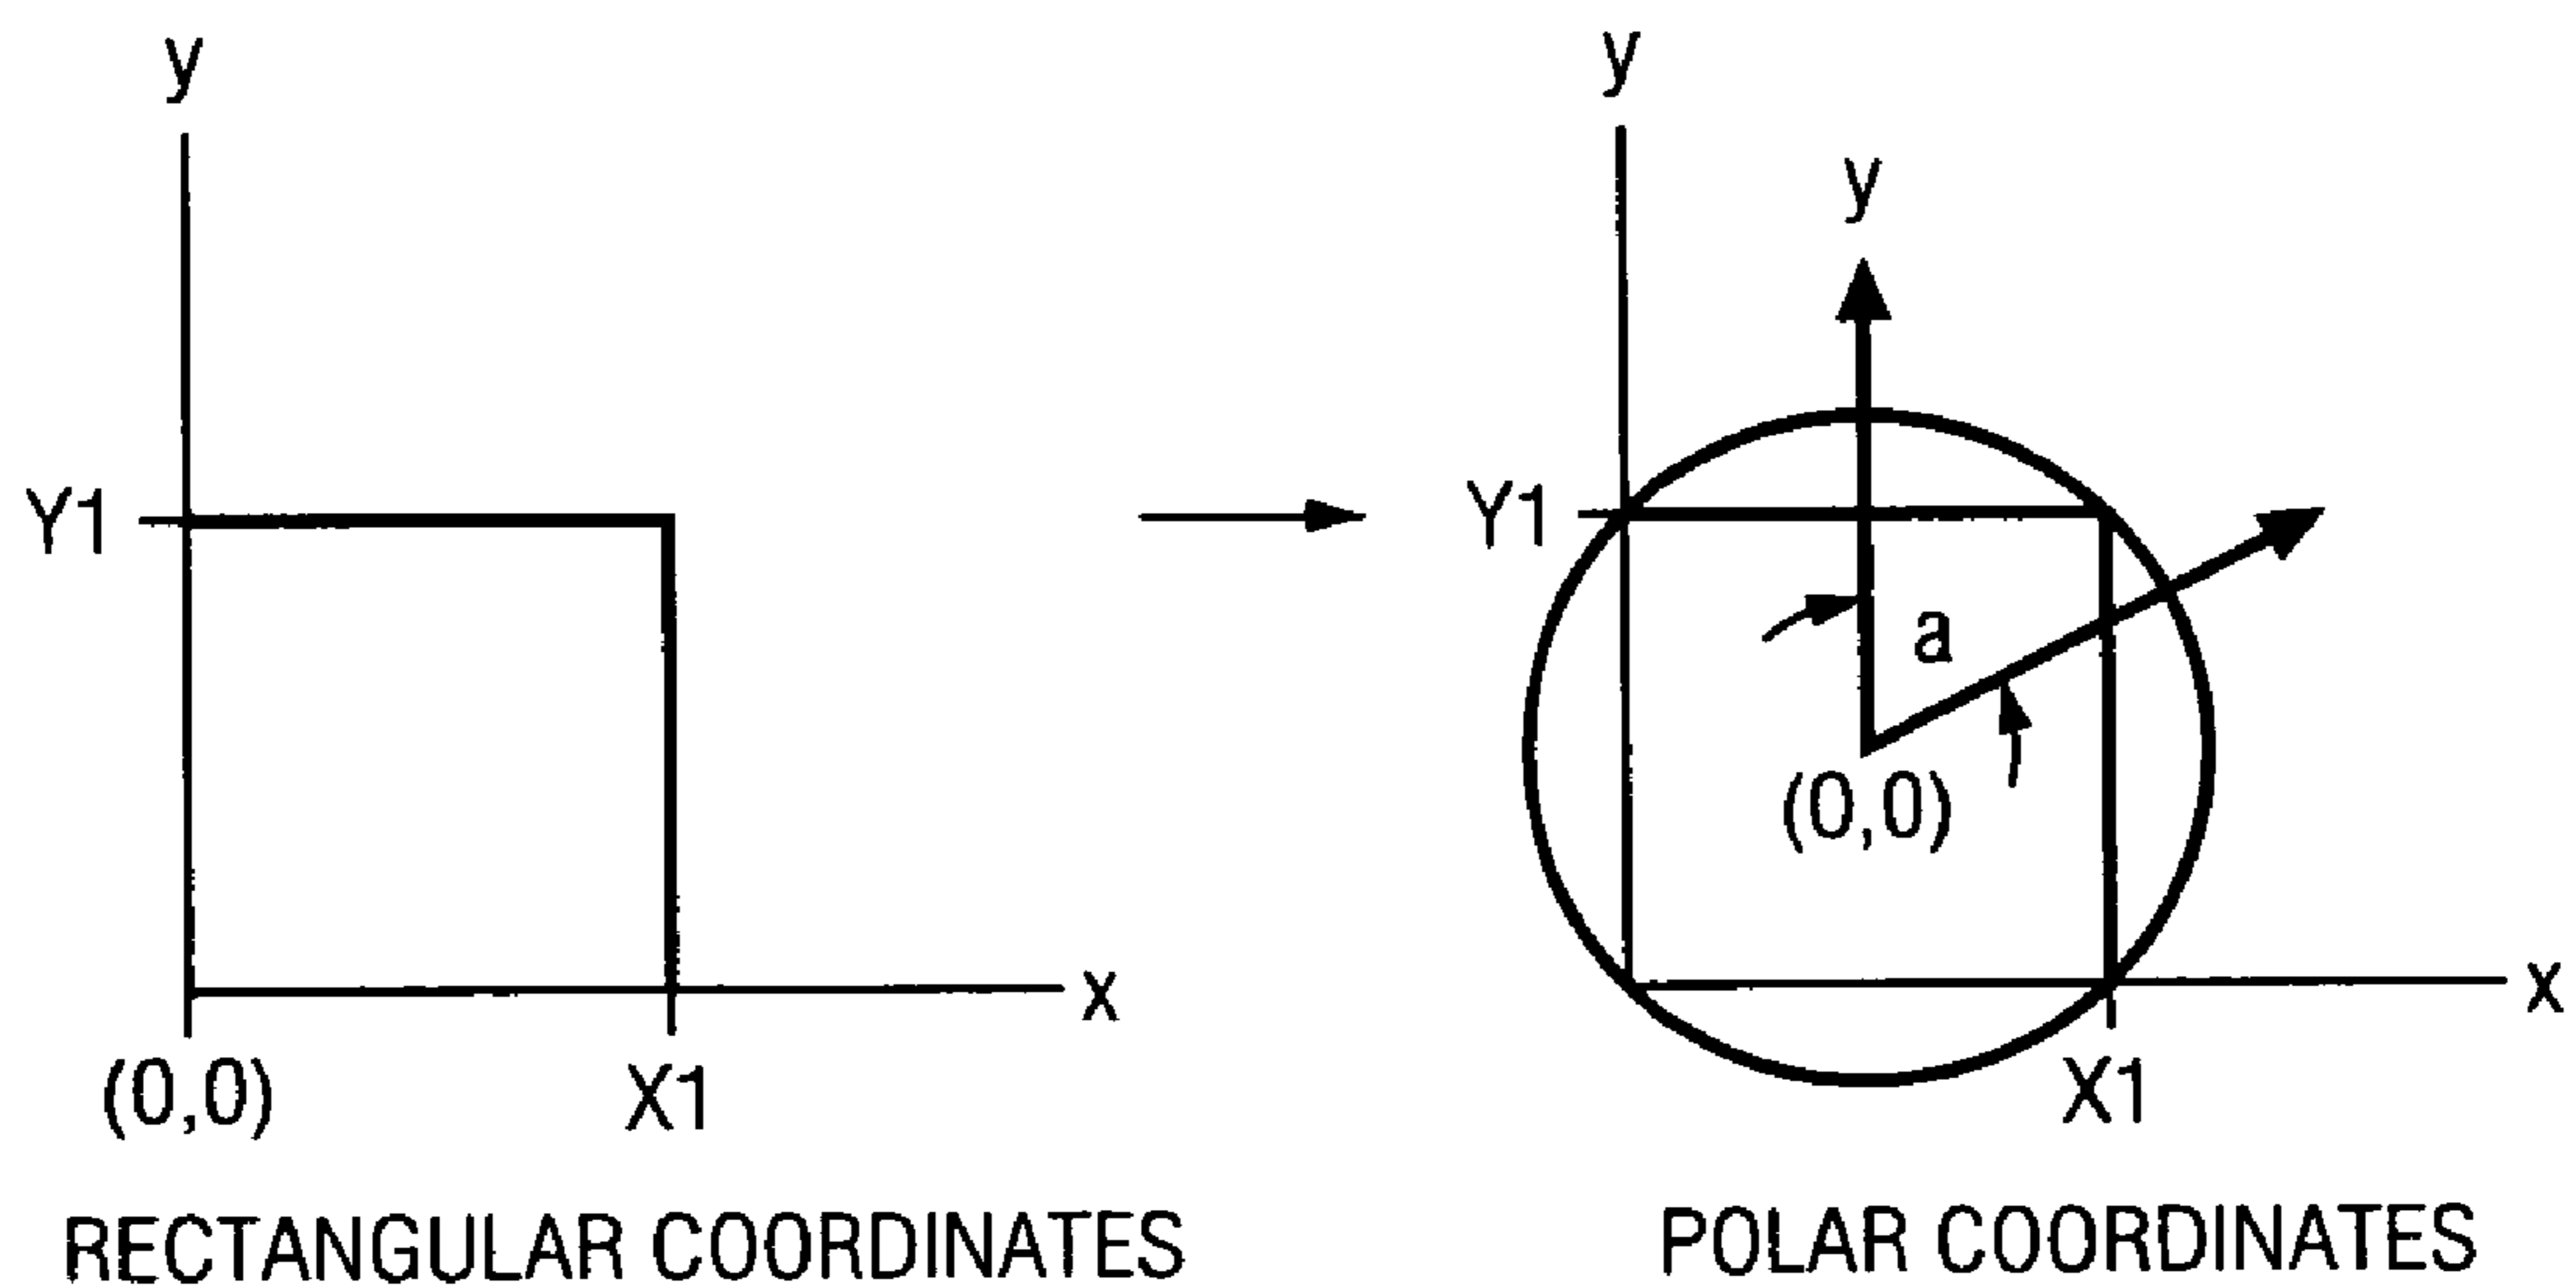 y
Y1
x
(0,0)
X1
RECTANGULAR COORDINATES
y
y
Y1
a
(0,0)
x
X1
POLAR COORDINATES